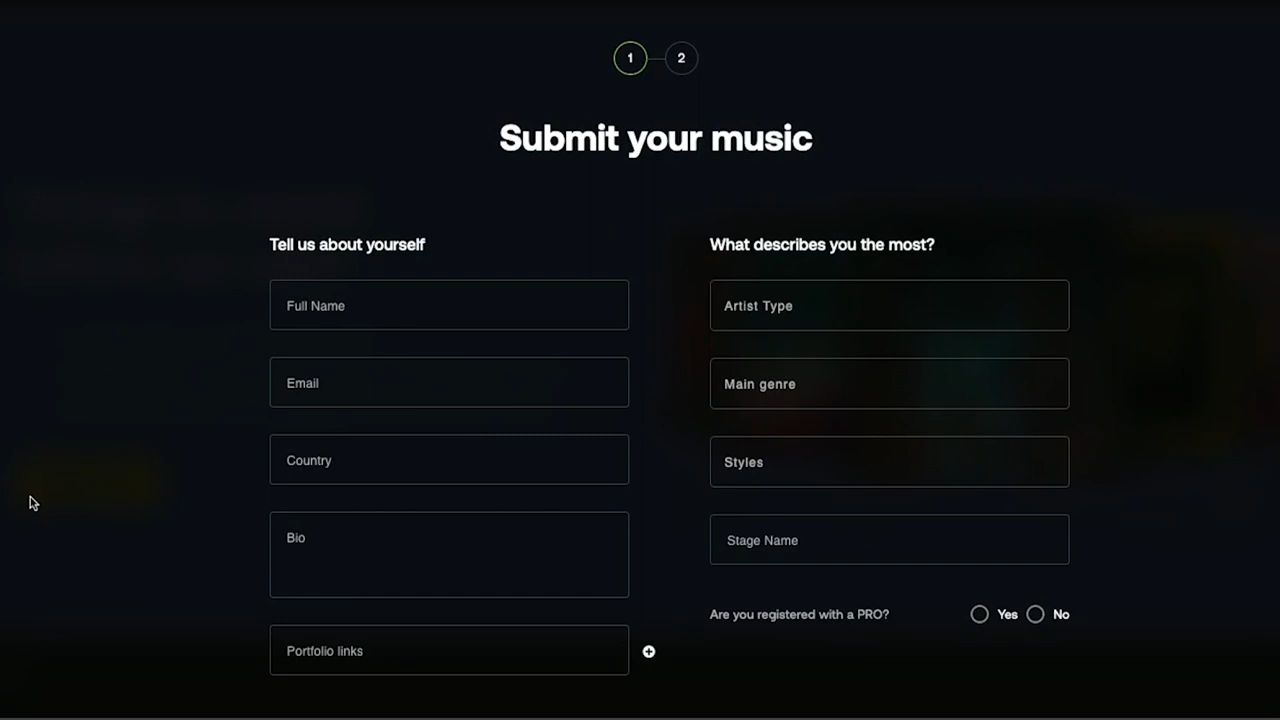 1 2
Submit your music
Tell us about yourself
Full Name
Email
Country
Bio
Portfolio links
What describes you the most?
Artist Type
Main genre
Styles
Stage Name
Are you registered with a PRO? Yes No